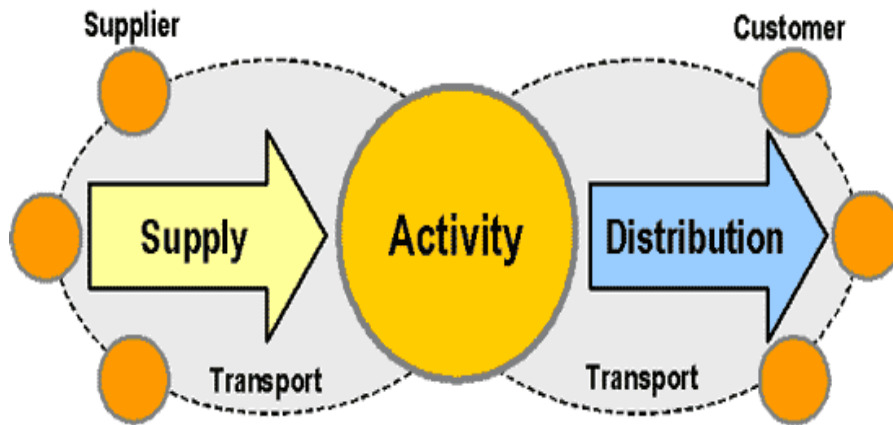 Supplier
Customer
Supply
Activity
Distribution
Transport
Transport